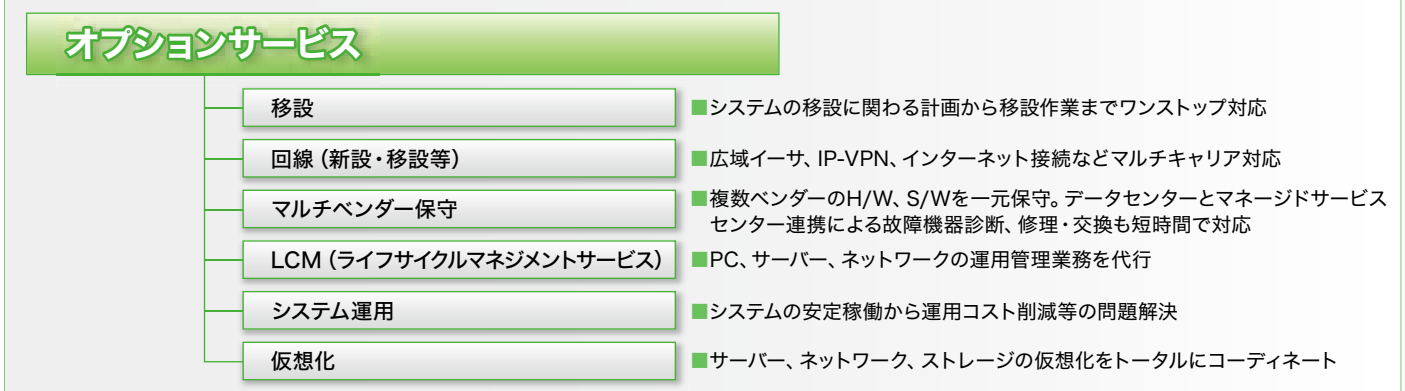 オプションサービス
移設
■システムの移設に関わる計画から移設作業までワンストップ対応
回線（新設・移設等）
■広域イーサ、IP-VPN、インターネット接続などマルチキャリア対応
マルチベンダー保守
■複数ベンダーのH/W、S/Wを一元保守。データセンターとマネージドサービス
センター連携による故障機器診断、修理・交換も短時間で対応
LCM（ライフサイクルマネジメントサービス）
■PC、サーバー、ネットワークの運用管理業務を代行
システム運用
■システムの安定稼働から運用コスト削減等の問題解決
仮想化
■サーバー、ネットワーク、ストレージの仮想化をトータルにコーディネート